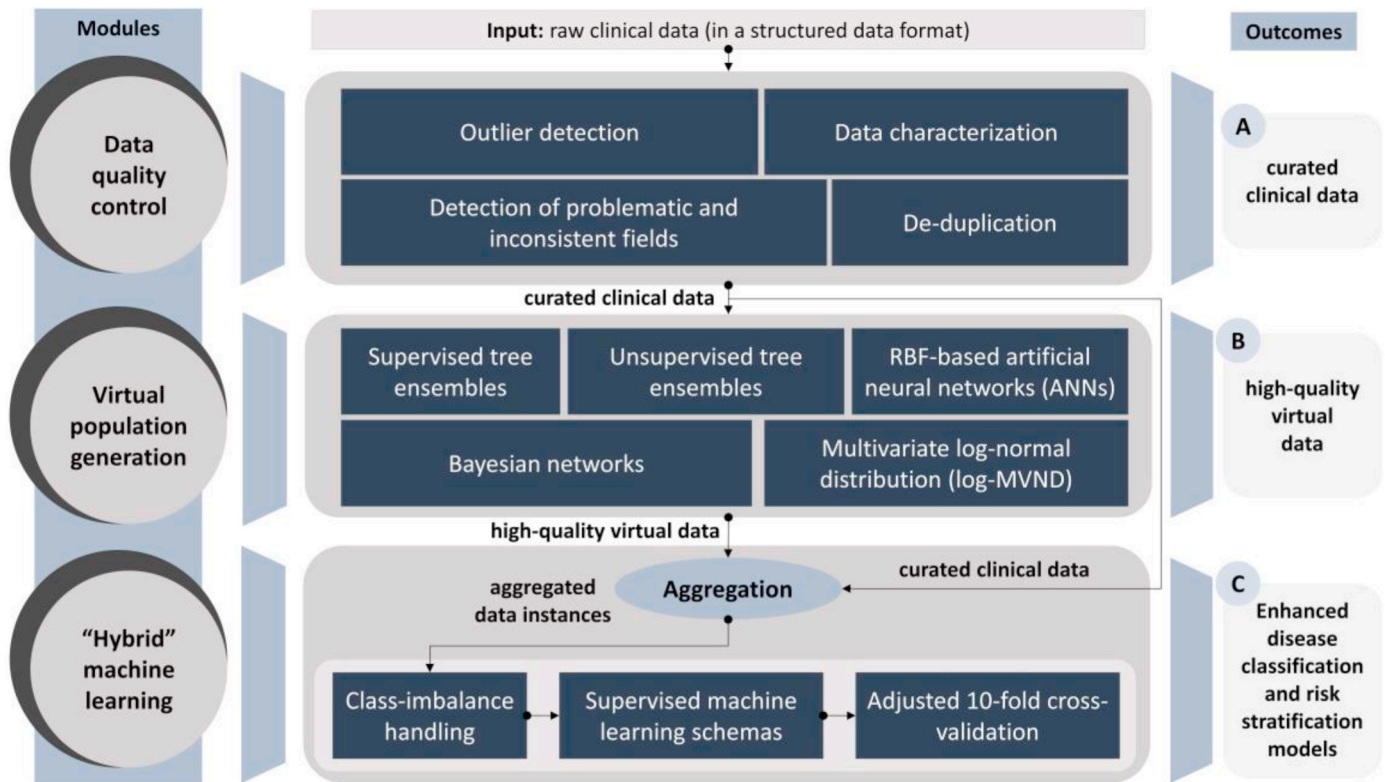 Modules
Input: raw clinical data (in a structured data format)
Outcomes
Data
quality
control
Outlier detection
Data characterization
Detection of problematic and
inconsistent fields
De-duplication
A
curated
clinical data
curated clinical data
Virtual
population
generation
Supervised tree
ensembles
Unsupervised tree
ensembles
RBF-based artificial
neural networks (ANNs)
Bayesian networks
Multivariate log-normal
distribution (log-MVND)
B
high-quality
virtual
data
high-quality virtual data
“Hybrid”
machine
learning
aggregated
data instances
Aggregation
curated clinical data
Class-imbalance
handling
Supervised machine
learning schemas
Adjusted 10-fold cross-
validation
C
Enhanced
disease
classification
and risk
stratification
models